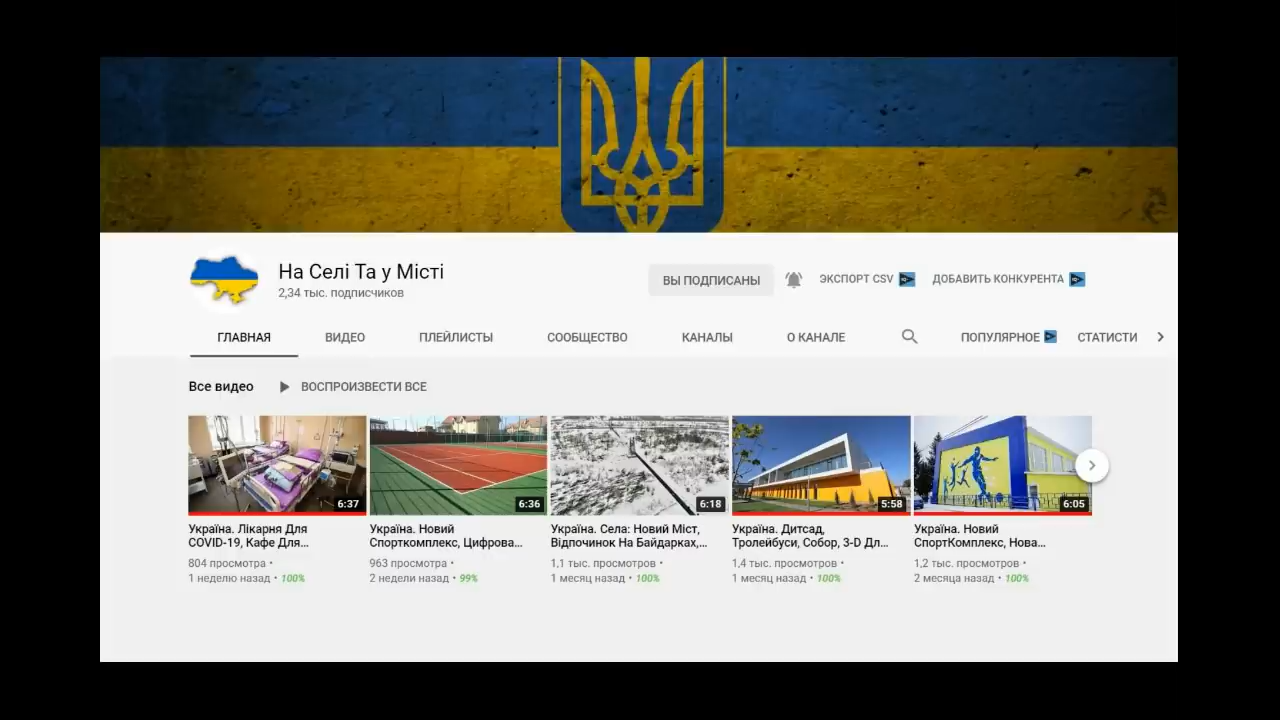 На Селі Та у Місті
2,34 тыс. подписчиков
ВЫ ПОДПИСАНЫ
ЭКСПОРТ CSV
ДОБАВИТЬ КОНКУРЕНТА
ГЛАВНАЯ ВИДЕО ПЛЕЙЛИСТЫ СООБЩЕСТВО КАНАЛЫ О КАНАЛЕ ПОПУЛЯРНОЕ СТАТИСТИ
Все видео ВОСПРОИЗВЕСТИ ВСЕ
6:37
Україна. Лікарня Для
COVID-19, Кафе Для...
804 просмотра •
1 неделю назад • 100%
6:36
Україна. Новий
Спорткомплекс, Цифрова...
963 просмотра •
2 недели назад • 99%
6:18
Україна. Села: Новий Міст,
Відпочинок На Байдарках,...
1,1 тыс. просмотров •
1 месяц назад • 100%
5:58
Україна. Дитсад,
Тролейбуси, Собор, 3-D Дл...
1,4 тыс. просмотров •
1 месяц назад • 100%
6:05
Україна. Новий
СпортКомплекс, Нова...
1,2 тыс. просмотров •
2 месяца назад • 100%